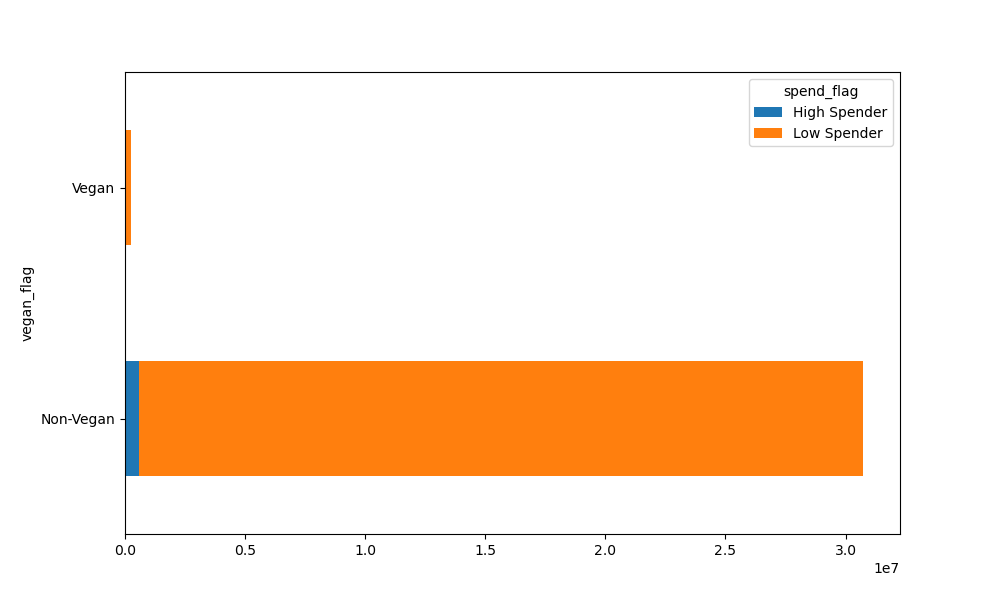 spend_flag
High Spender
Low Spender
Vegan
vegan_flag
Non-Vegan
0.0 0.5 1.0 1.5 2.0 2.5 3.0
1e7